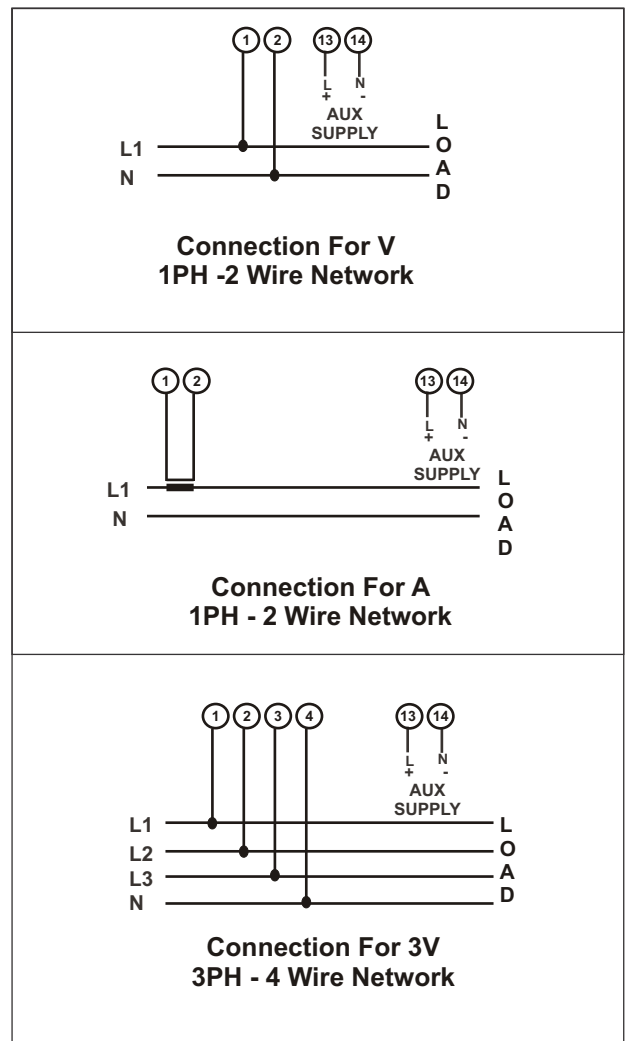 1 2 13 14
L N
+ -
AUX
SUPPLY
L1
N
L
O
A
D
Connection For V
1PH -2 Wire Network
1 2 13 14
L N
+ -
AUX
SUPPLY
L1
N
L
O
A
D
Connection For A
1PH - 2 Wire Network
1 2 3 4 13 14
L N
+ -
AUX
SUPPLY
L1
L2
L3
N
L
O
A
D
Connection For 3V
3PH - 4 Wire Network